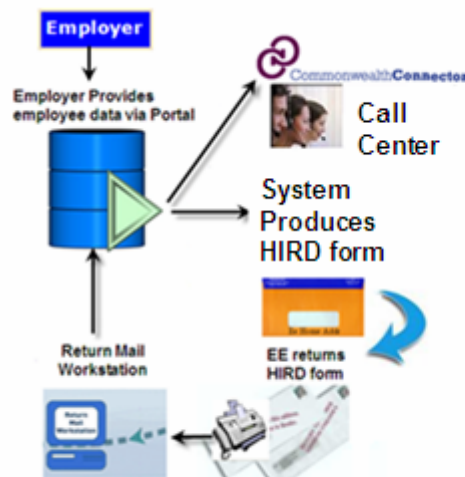 Employer
Employer Provides
employee data via Portal
CommonwealthConnector
Call
Center
System
Produces
HIRD form
EE returns
HIRD form
Return Mail
Workstation
Return
Mail
Workstation